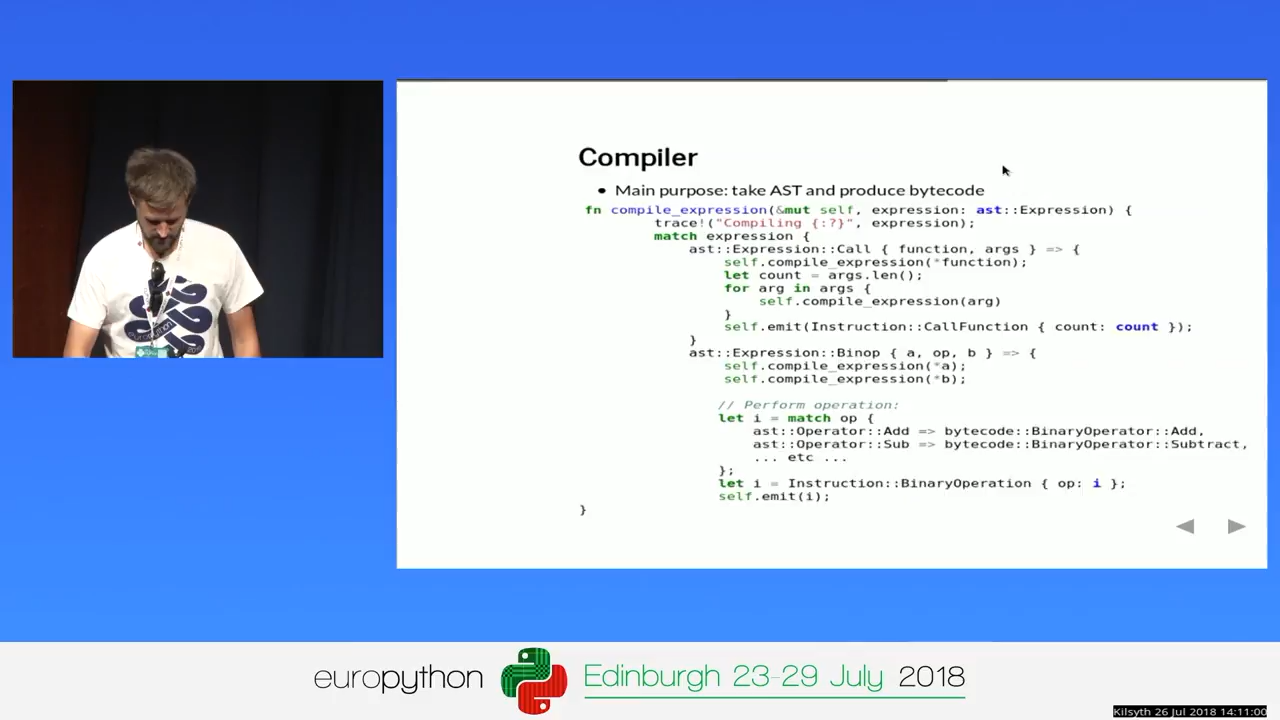 Compiler
• Main purpose: take AST and produce bytecode
fn compile_expression(&mut self, expression: ast::Expression) {
trace!("Compiling {:?}", expression);
match expression {
ast::Expression::Call { function, args } => {
self.compile_expression(*function);
let count = args.len();
for arg in args {
self.compile_expression(arg)
}
self.emit(Instruction::CallFunction { count: count });
}
ast::Expression::Binop { a, op, b } => {
self.compile_expression(*a);
self.compile_expression(*b);
// Perform operation:
let i = match op {
ast::Operator::Add => bytecode::BinaryOperator::Add,
ast::Operator::Sub => bytecode::BinaryOperator::Subtract,
... etc ...
};
let i = Instruction::BinaryOperation { op: i };
self.emit(i);
}
europython
europython Edinburgh 23-29 July 2018
Kilsyth 26 Jul 2018 14:11:00